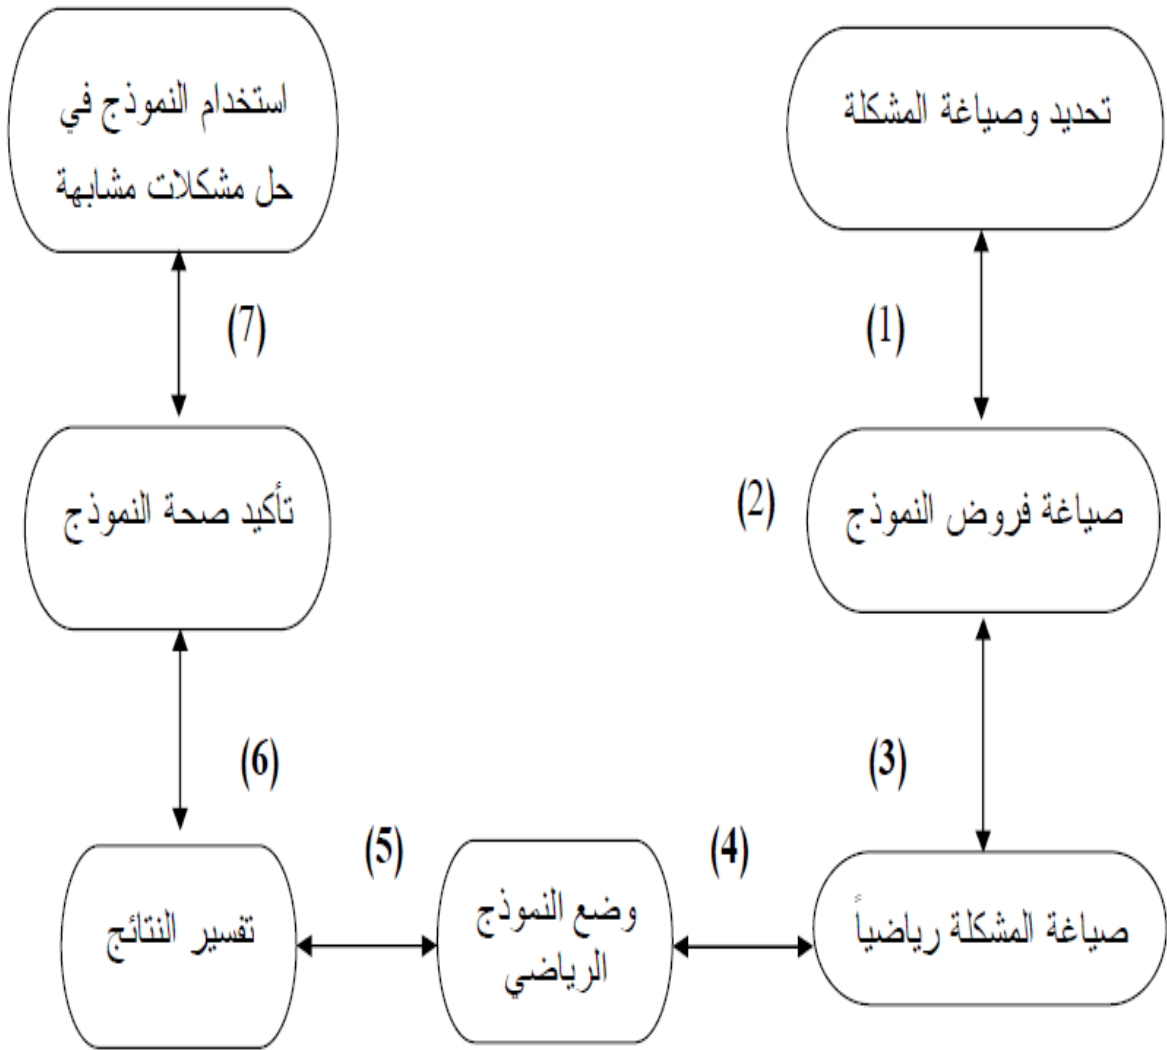 تحديد وصياغة المشكلة
(1)
صياغة فروض النموذج
(2)
(3)
صياغة المشكلة رياضياً
(4)
وضع النموذج
الرياضي
(5)
تفسير النتائج
(6)
تأكيد صحة النموذج
(7)
استخدام النموذج في
حل مشكلات مشابهة